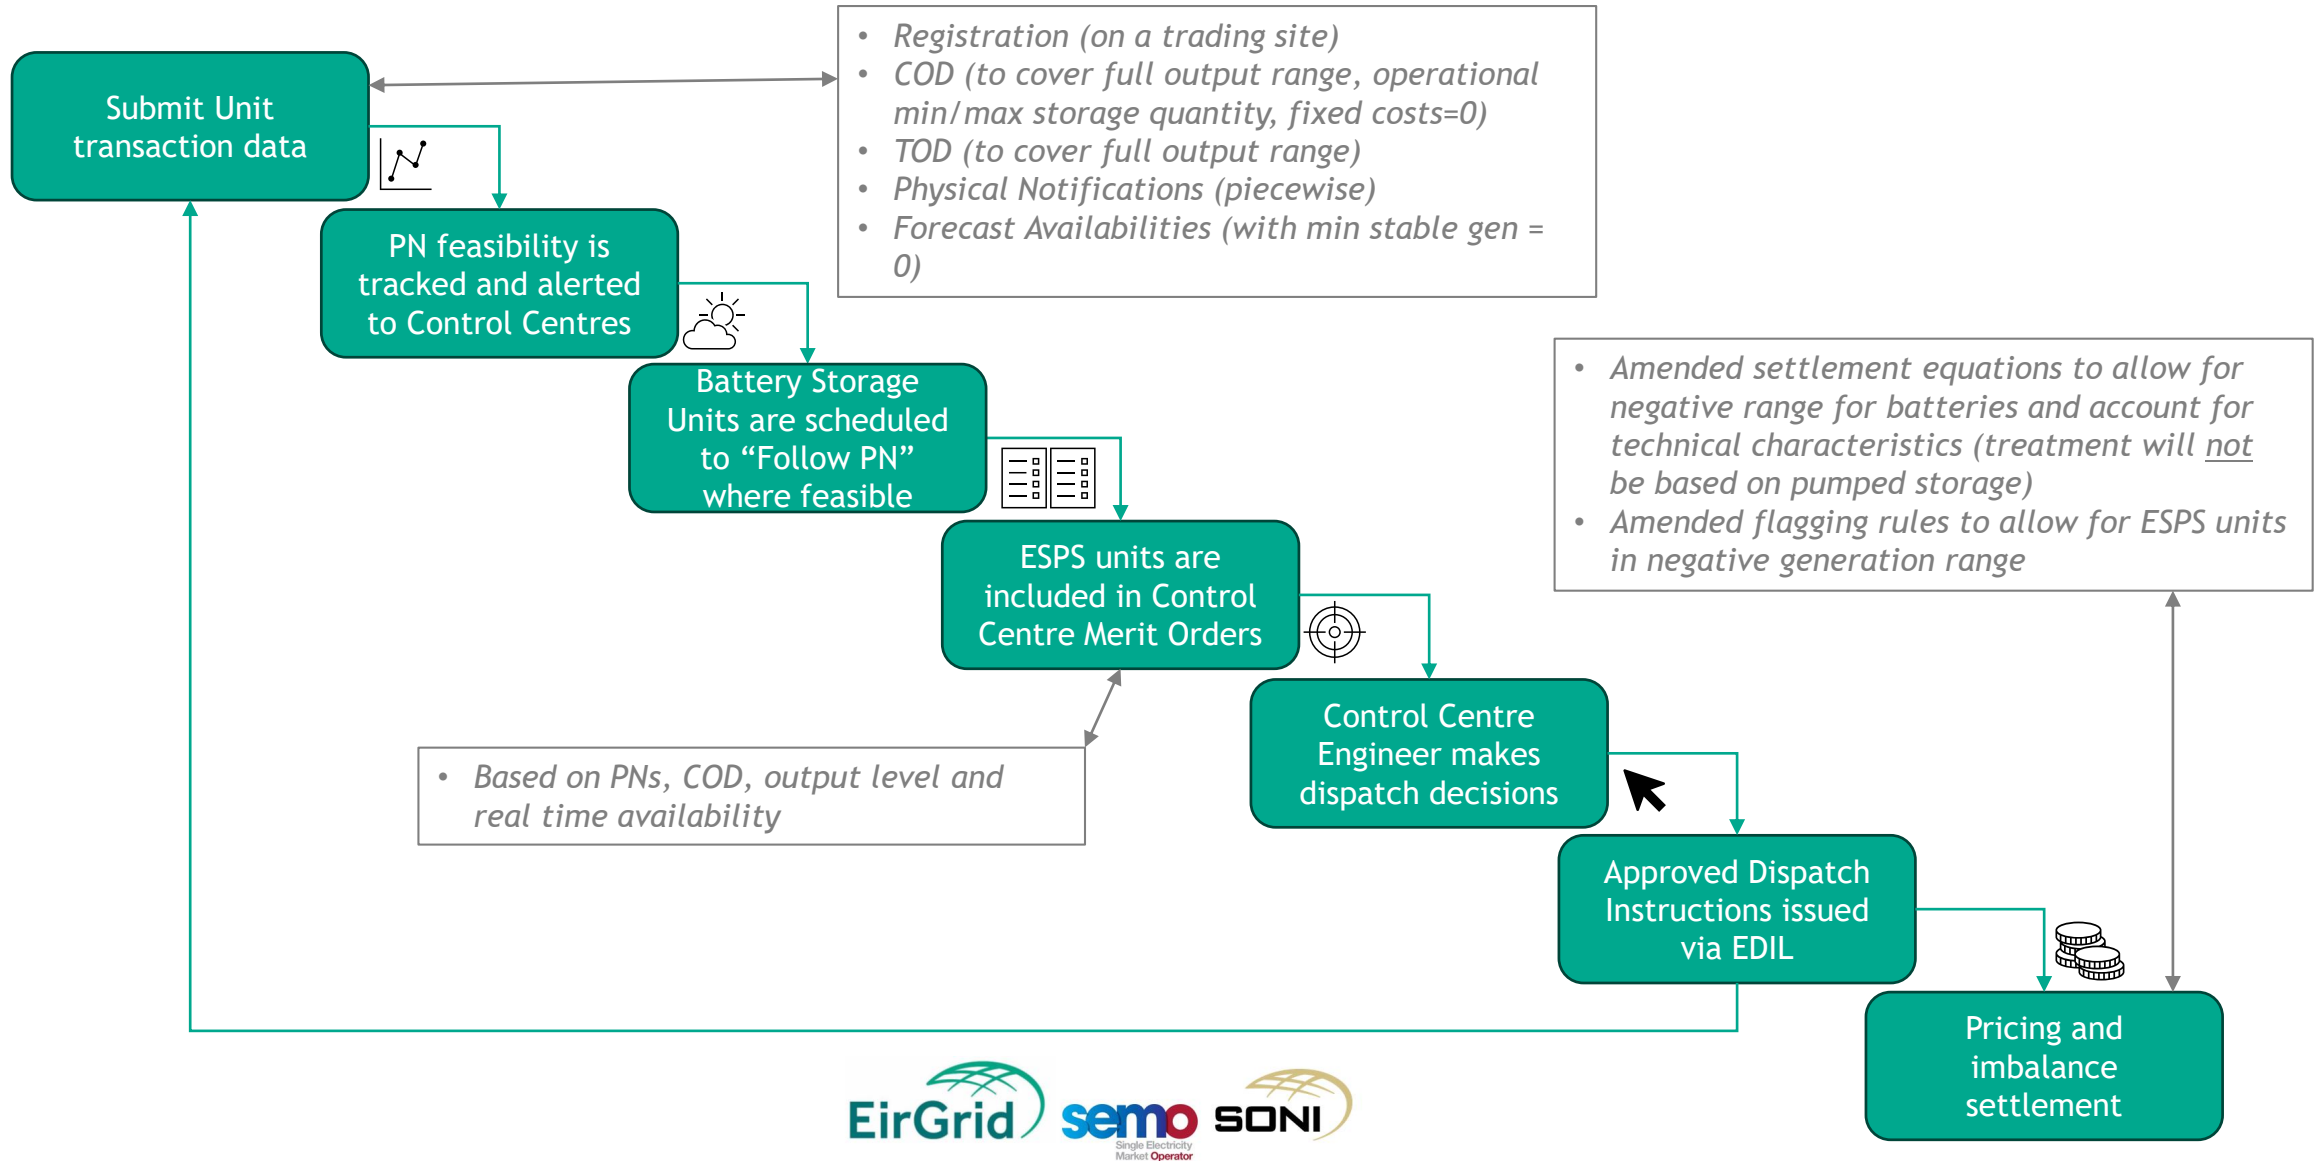 • Registration (on a trading site)
• COD (to cover full output range, operational
min/max storage quantity, fixed costs=0)
• TOD (to cover full output range)
• Physical Notifications (piecewise)
• Forecast Availabilities (with min stable gen =
0)
Submit Unit
transaction data
PN feasibility is
tracked and alerted
to Control Centres
Battery Storage
Units are scheduled
to “Follow PN”
where feasible
• Amended settlement equations to allow for
negative range for batteries and account for
technical characteristics (treatment will not
be based on pumped storage)
• Amended flagging rules to allow for ESPS units
in negative generation range
ESPS units are
included in Control
Centre Merit Orders
• Based on PNs, COD, output level and
real time availability
Control Centre
Engineer makes
dispatch decisions
Approved Dispatch
Instructions issued
via EDIL
Pricing and
imbalance
settlement
EirGrid
semo
Single Electricity
Market Operator
SONI